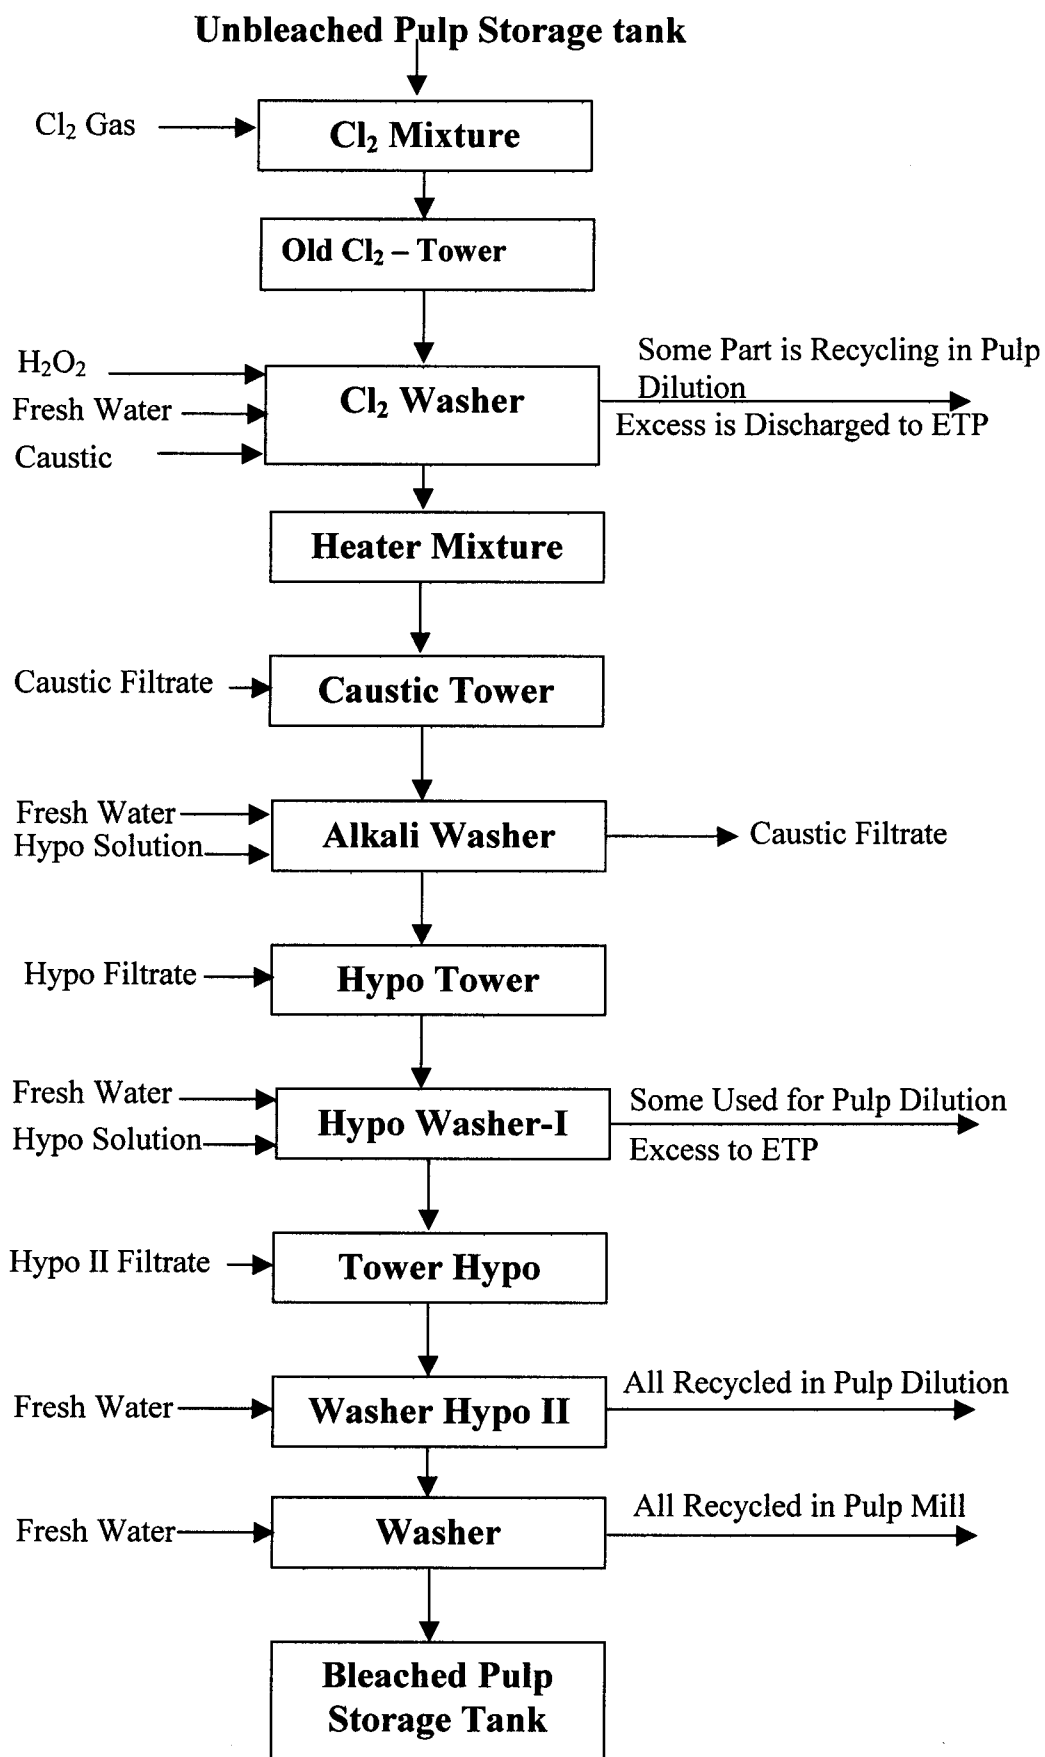 Unbleached Pulp Storage tank
Cl₂ Gas
Cl₂ Mixture
Old Cl₂ – Tower
H₂O₂
Fresh Water
Caustic
Cl₂ Washer
Some Part is Recycling in Pulp
Dilution
Excess is Discharged to ETP
Heater Mixture
Caustic Filtrate
Caustic Tower
Fresh Water
Hypo Solution
Alkali Washer
Caustic Filtrate
Hypo Filtrate
Hypo Tower
Fresh Water
Hypo Solution
Hypo Washer-I
Some Used for Pulp Dilution
Excess to ETP
Hypo II Filtrate
Tower Hypo
Fresh Water
Washer Hypo II
All Recycled in Pulp Dilution
Fresh Water
Washer
All Recycled in Pulp Mill
Bleached Pulp
Storage Tank